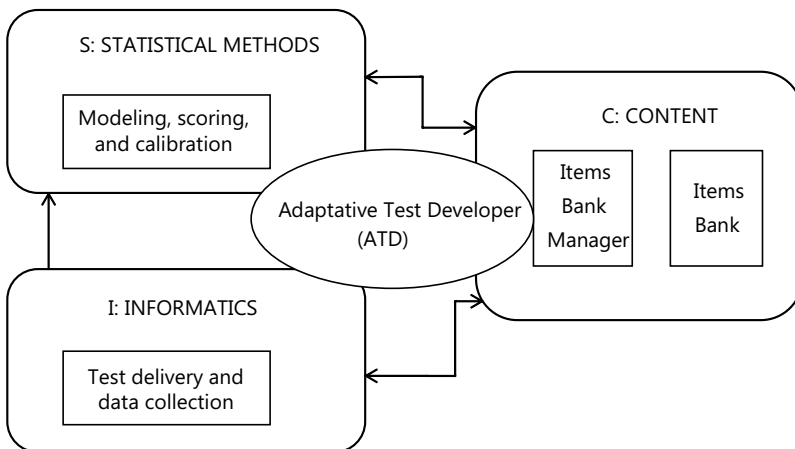 S: STATISTICAL METHODS
Modeling, scoring,
and calibration
C: CONTENT
Items
Bank
Manager
Items
Bank
Adaptative Test Developer
(ATD)
I: INFORMATICS
Test delivery and
data collection